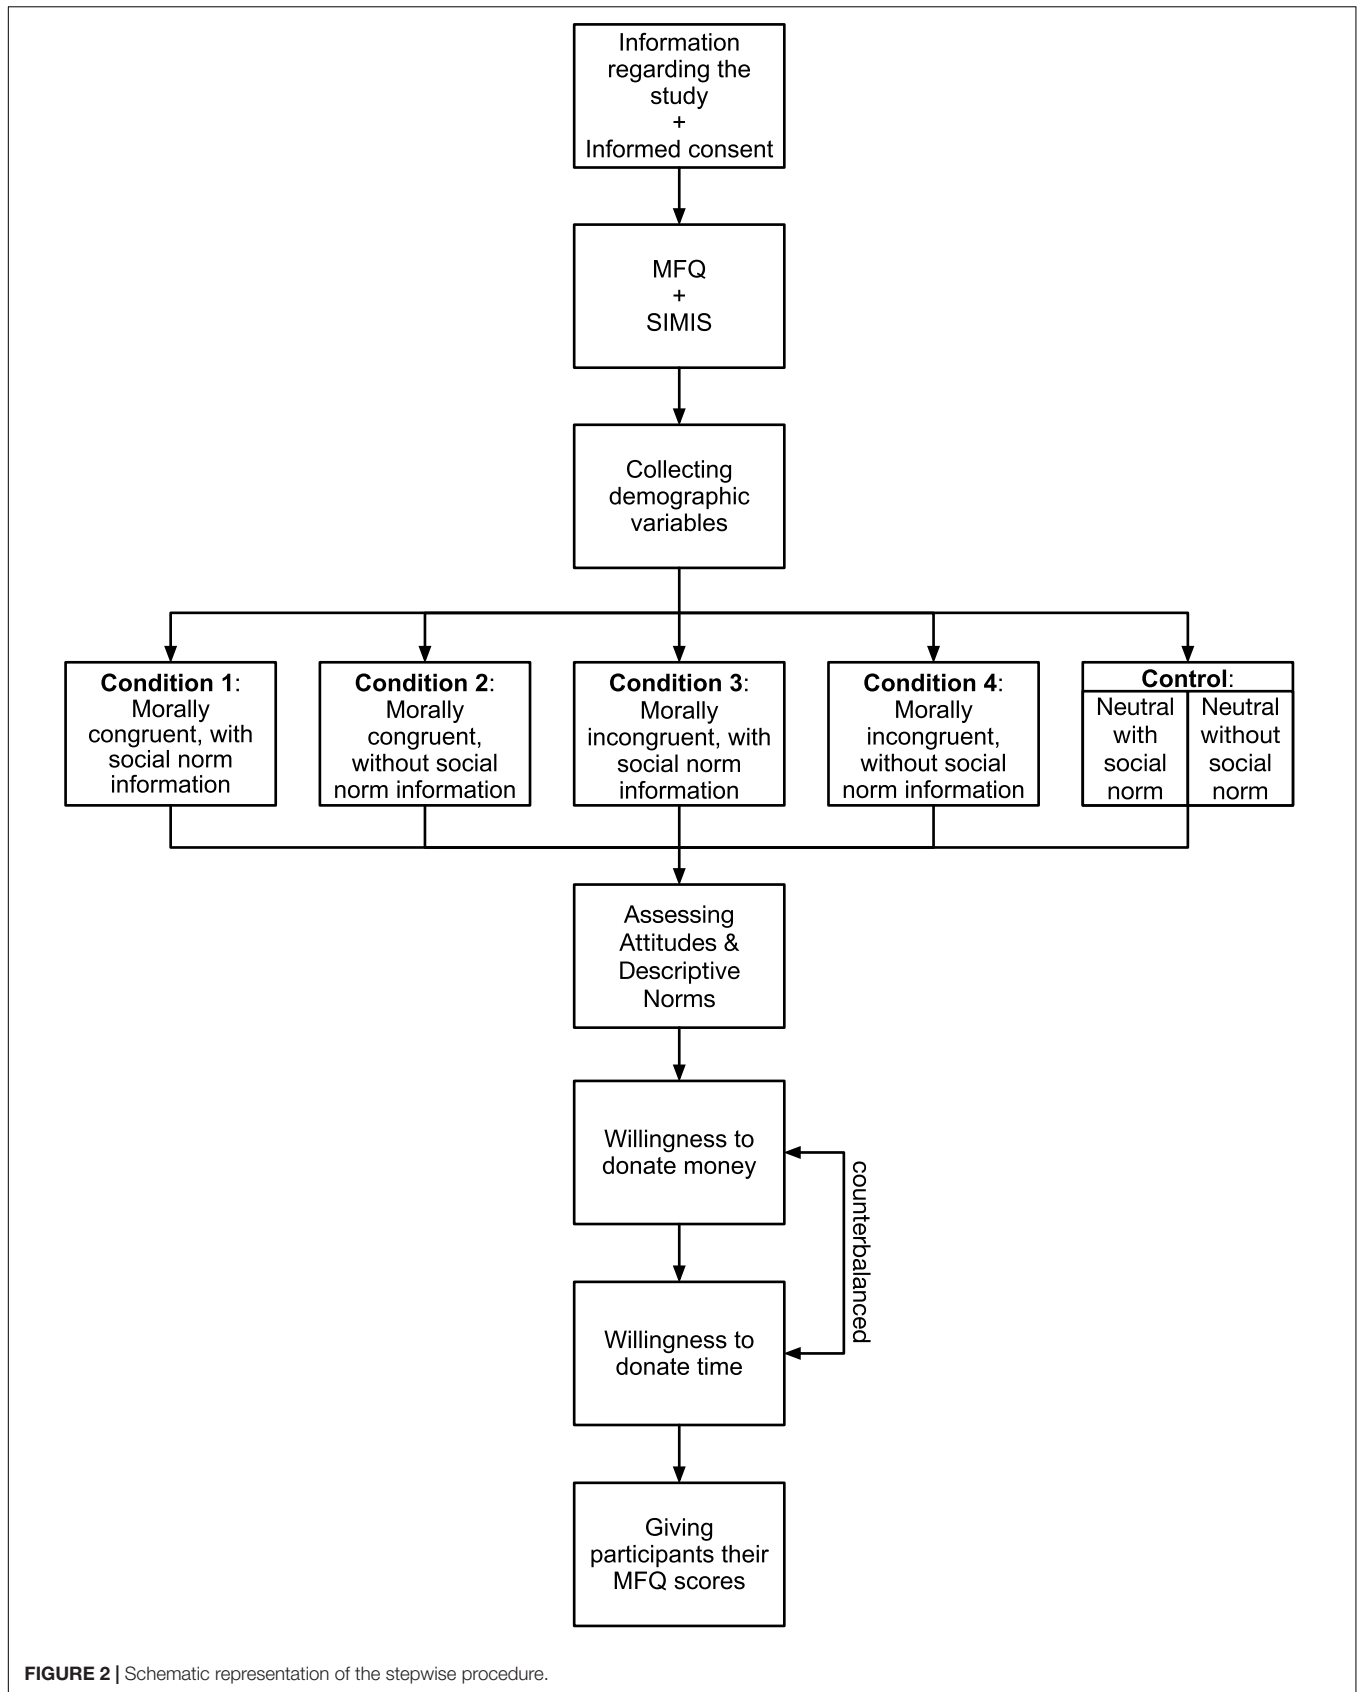 Information
regarding the
study
+
Informed consent
MFQ
+
SIMIS
Collecting
demographic
variables
Condition 1:
Morally
congruent, with
social norm
information
Condition 2:
Morally
congruent,
without social
norm information
Condition 3:
Morally
incongruent, with
social norm
information
Condition 4:
Morally
incongruent,
without social
norm information
Control:
Neutral
with
social
norm
Neutral
without
social
norm
Assessing
Attitudes &
Descriptive
Norms
Willingness to
donate money
counterbalanced
Willingness to
donate time
Giving
participants their
MFQ scores
FIGURE 2 | Schematic representation of the stepwise procedure.